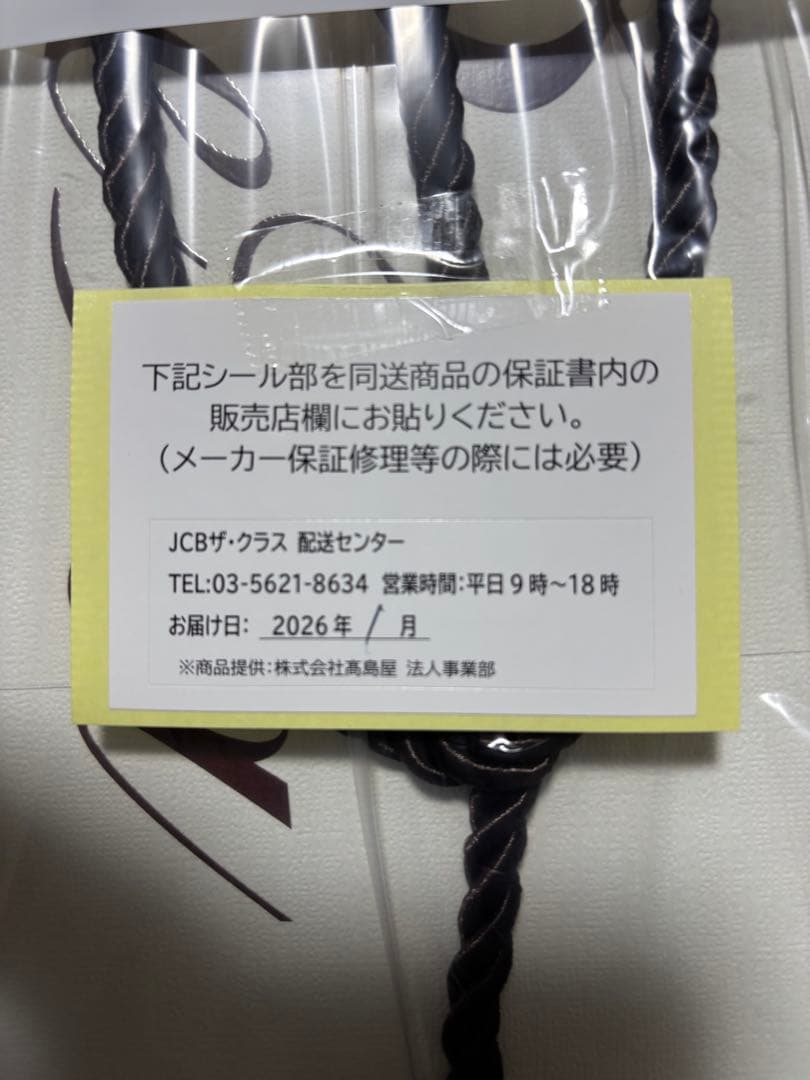 下記シール部を同送商品の保証書内の
販売店欄にお貼りください。
（メーカー保証修理等の際には必要）
JCBザ・クラス 配送センター
TEL:03-5621-8634 営業時間：平日９時～18時
お届け日： 2026年 1 月
※商品提供：株式会社髙島屋 法人事業部